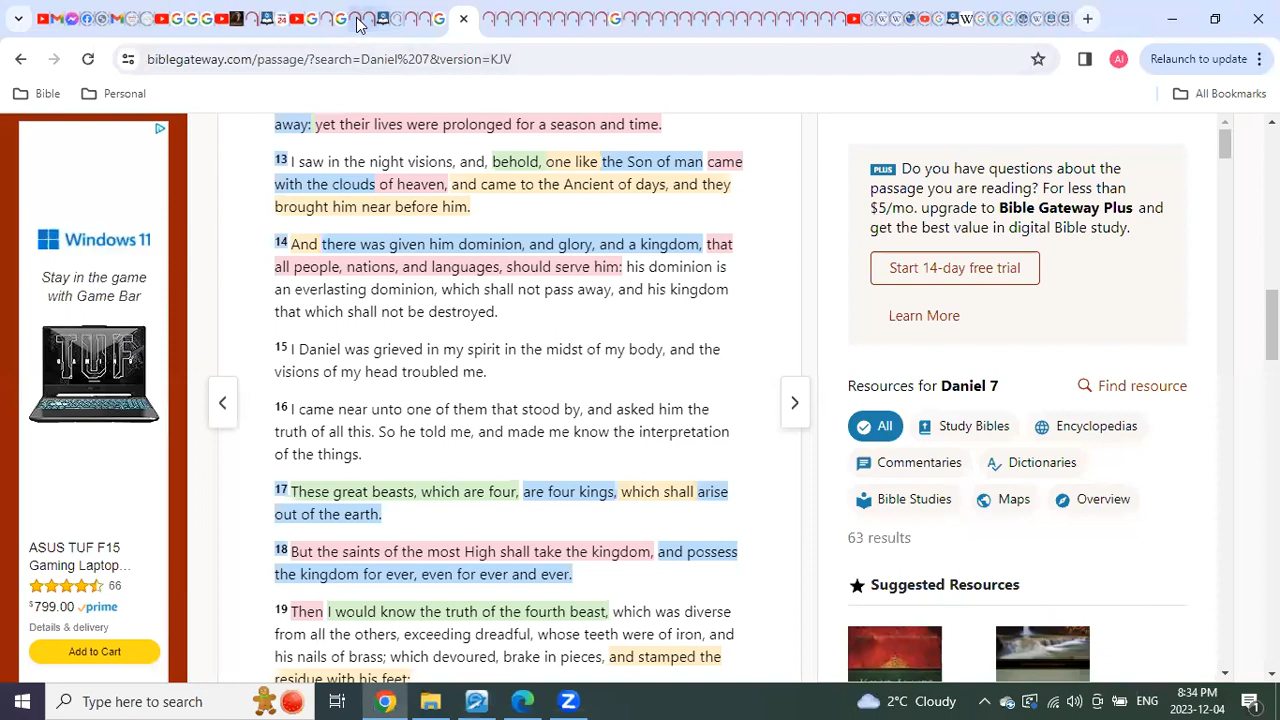 24
W
biblegateway.com/passage/?search=Daniel%207&version=KJV
AI
Relaunch to update
Bible
Personal
All Bookmarks
Windows 11
Stay in the game
with Game Bar
TUF
ASUS TUF F15
Gaming Laptop...
66
$799.00 prime
Details & delivery
Add to Cart
away: yet their lives were prolonged for a season and time.
13 I saw in the night visions, and, behold, one like the Son of man came
with the clouds of heaven, and came to the Ancient of days, and they
brought him near before him.
14 And there was given him dominion, and glory, and a kingdom, that
all people, nations, and languages, should serve him: his dominion is
an everlasting dominion, which shall not pass away, and his kingdom
that which shall not be destroyed.
15 I Daniel was grieved in my spirit in the midst of my body, and the
visions of my head troubled me.
16 I came near unto one of them that stood by, and asked him the
truth of all this. So he told me, and made me know the interpretation
of the things.
17 These great beasts, which are four, are four kings, which shall arise
out of the earth.
18 But the saints of the most High shall take the kingdom, and possess
the kingdom for ever, even for ever and ever.
19 Then I would know the truth of the fourth beast, which was diverse
from all the others, exceeding dreadful, whose teeth were of iron, and
his nails of brass; which devoured, brake in pieces, and stamped the
residue with his feet;
PLUS Do you have questions about the
passage you are reading? For less than
$5/mo. upgrade to Bible Gateway Plus and
get the best value in digital Bible study.
Start 14-day free trial
Learn More
Resources for Daniel 7
Find resource
All
Study Bibles
Encyclopedias
Commentaries
Dictionaries
Bible Studies
Maps
Overview
63 results
Suggested Resources
Type here to search
2°C Cloudy
ENG
8:34 PM
2023-12-04
1